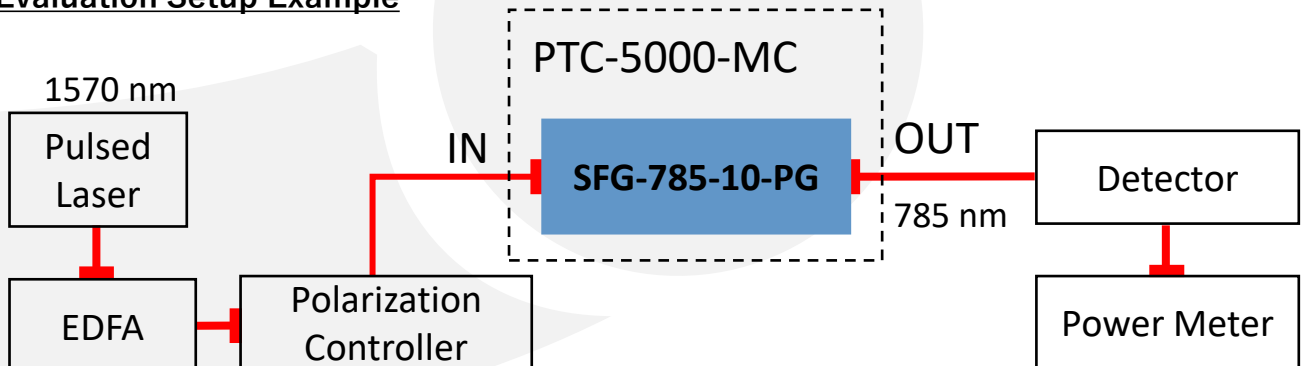 Evaluation Setup Example
PTC-5000-MC
1570 nm
Pulsed
Laser
IN
SFG-785-10-PG
OUT
785 nm
Detector
EDFA
Polarization
Controller
Power Meter